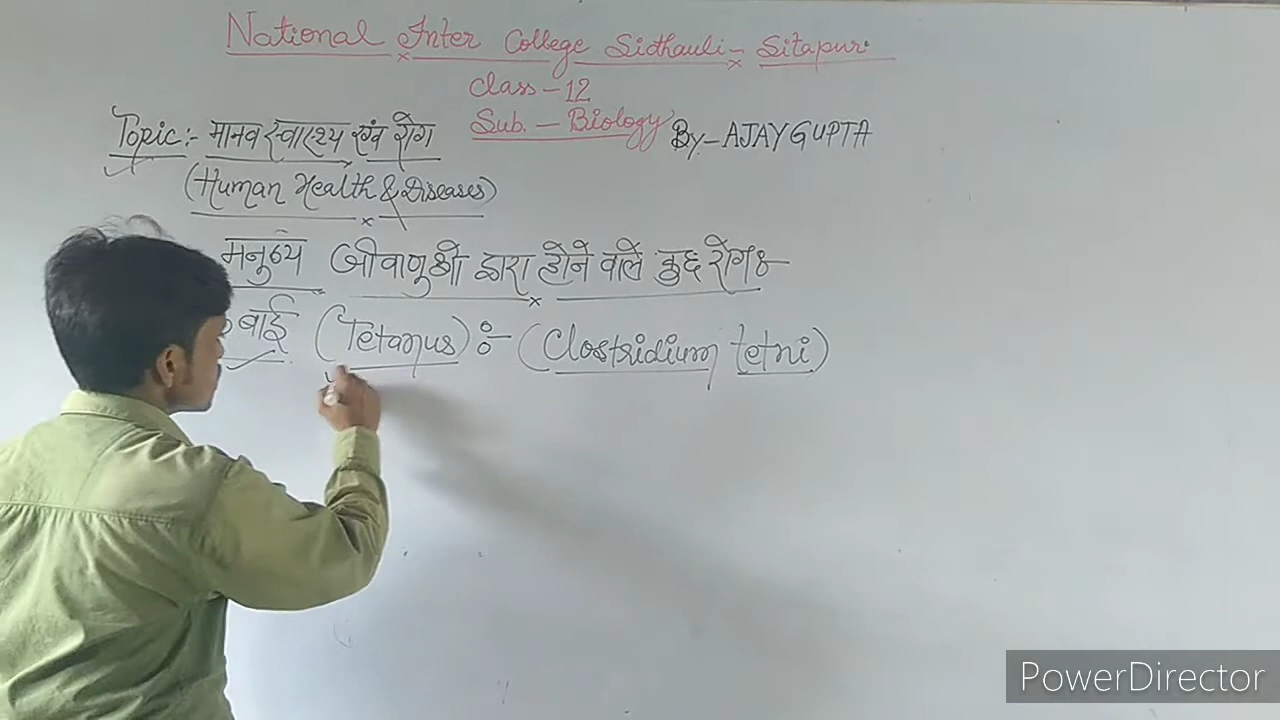 National Inter College Sidhauli- Sitapur
Class-12
Sub. - Biology
By-AJAY GUPTA
Topic:- मानव स्वास्थ्य एवं रोग
(Human Health & Diseases)
मनुष्य जीवाणुओ द्वारा होने वाले कुछ रोग :-
बाई (Tetanus) :- (Clostridium tetni)
PowerDirector